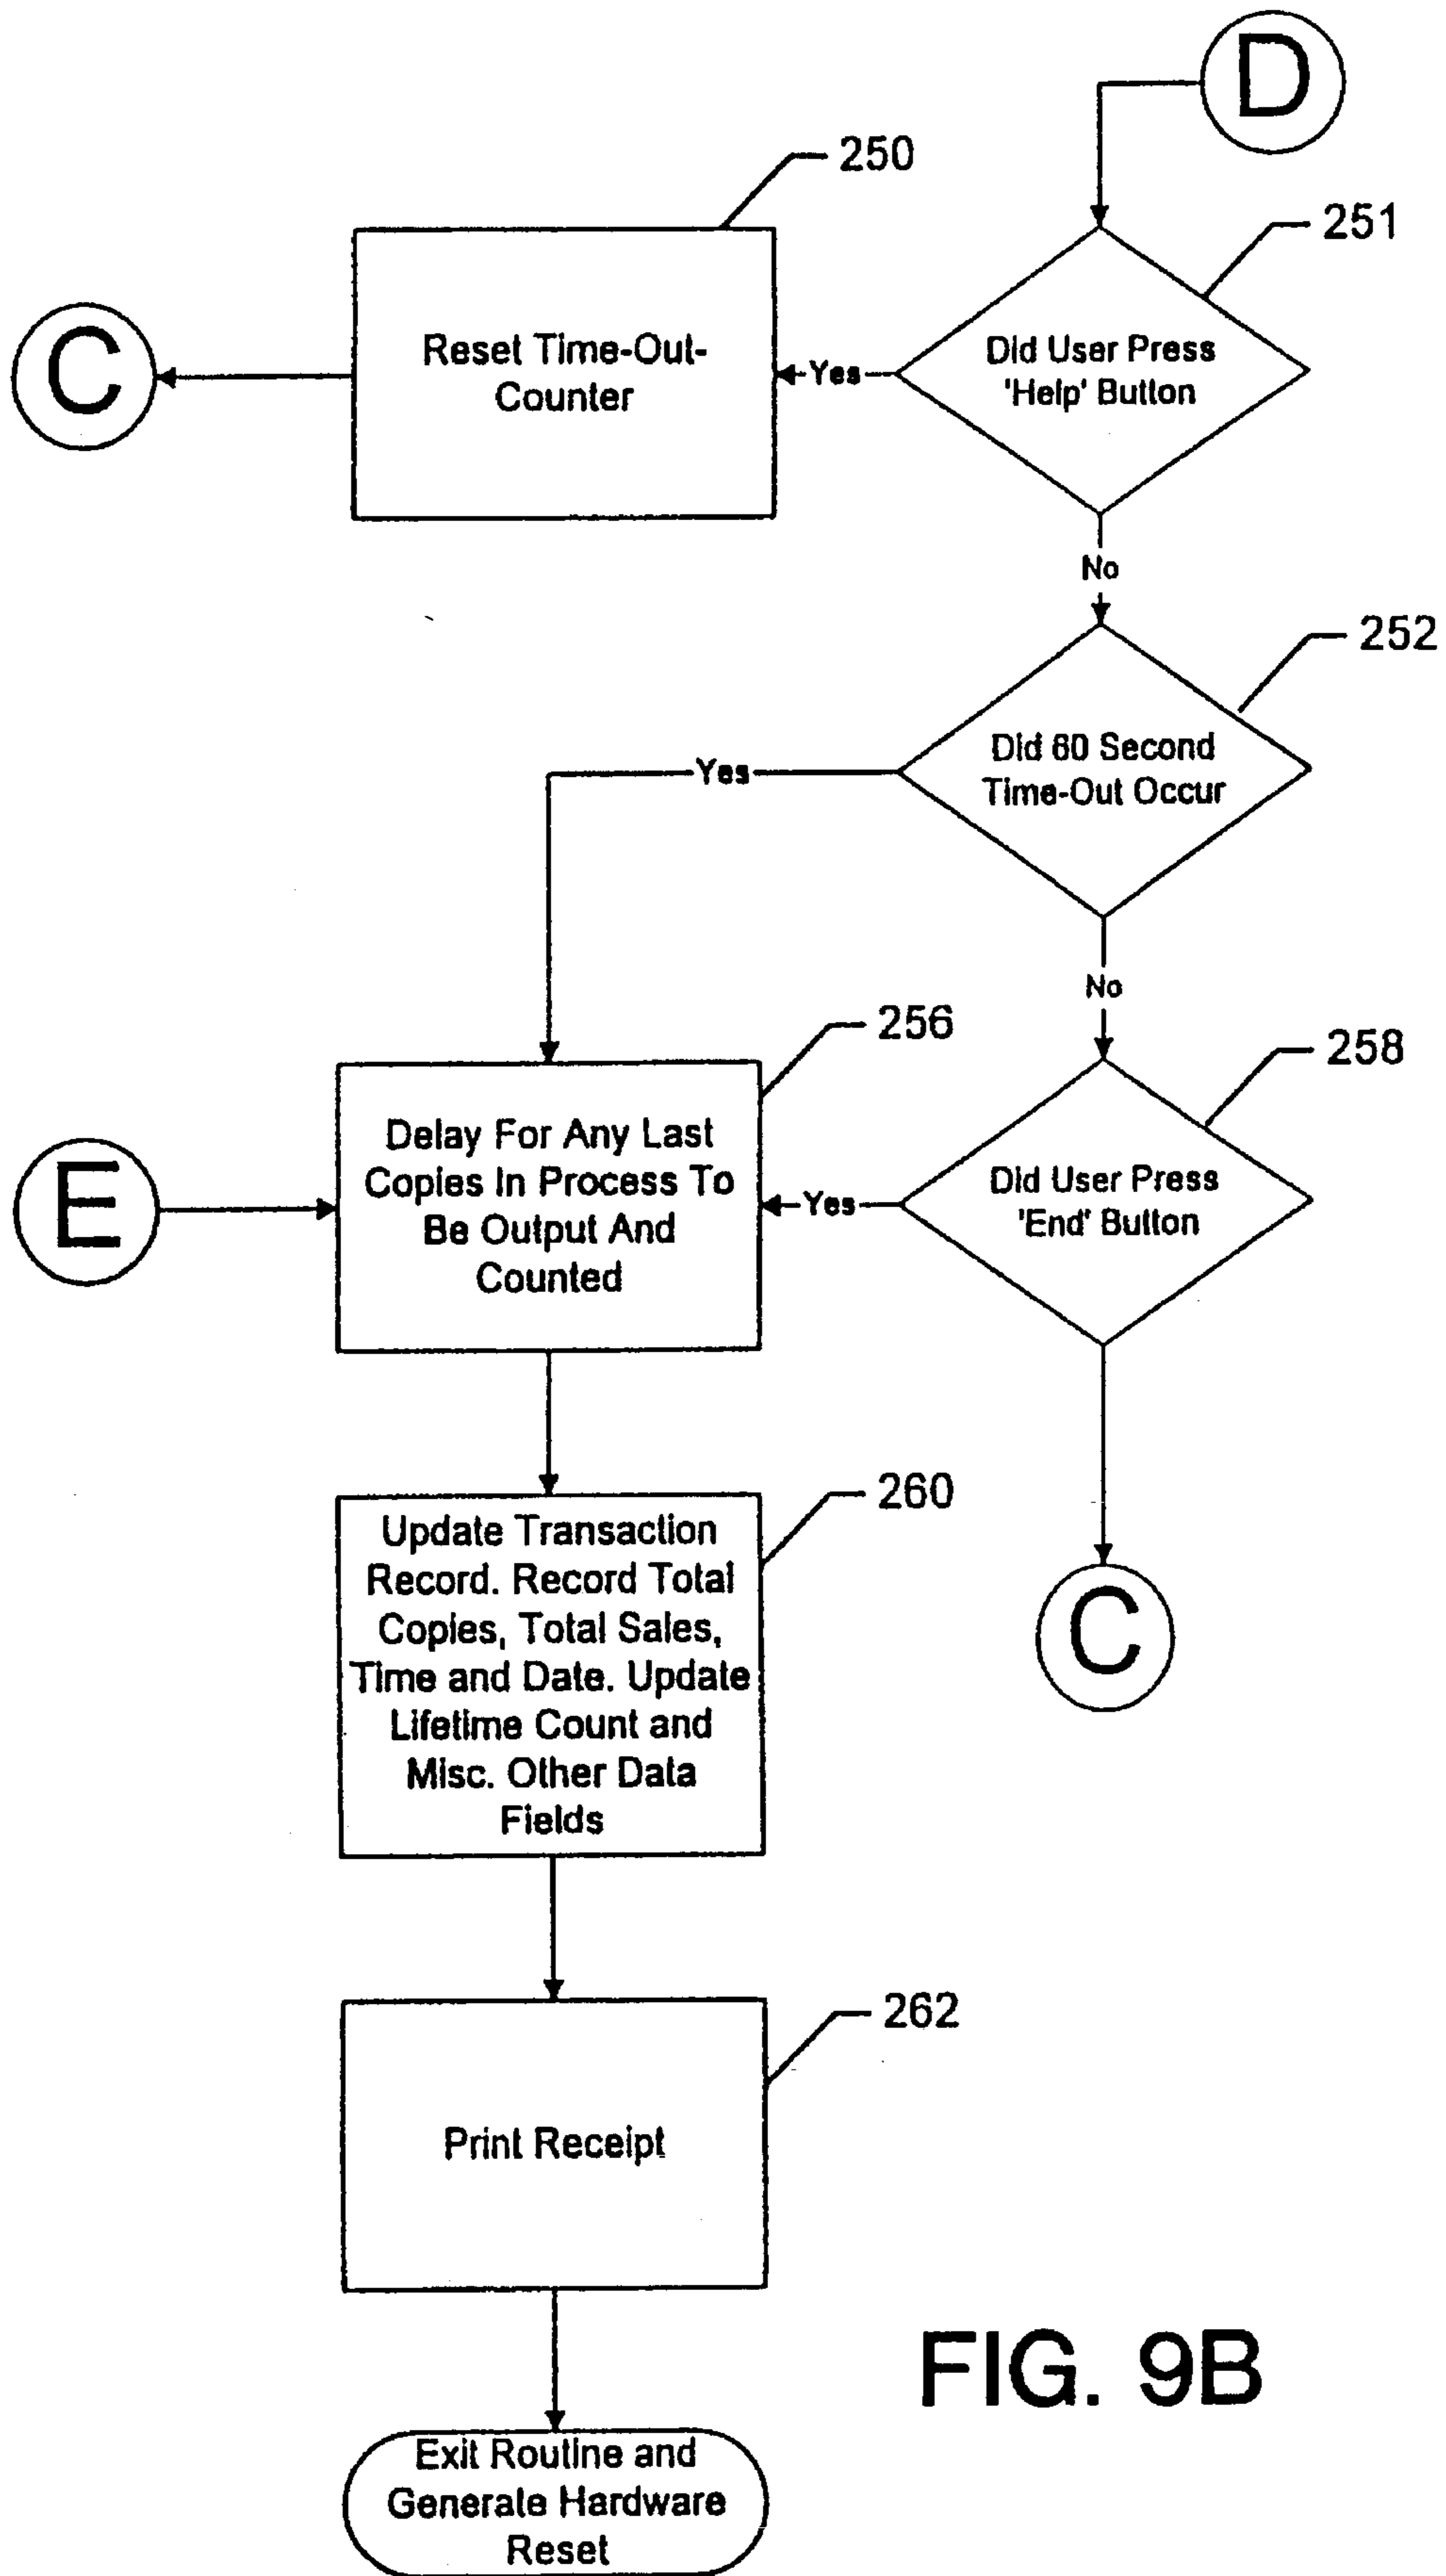 D
250
251
Reset Time-Out-
Counter
C
Yes
Did User Press
'Help' Button
No
252
Did 60 Second
Time-Out Occur
Yes
No
256
258
Delay For Any Last
Copies In Process To
Be Output And
Counted
E
Yes
Did User Press
'End' Button
260
Update Transaction
Record. Record Total
Copies, Total Sales,
Time and Date. Update
Lifetime Count and
Misc. Other Data
Fields
C
262
Print Receipt
FIG. 9B
Exit Routine and
Generate Hardware
Reset